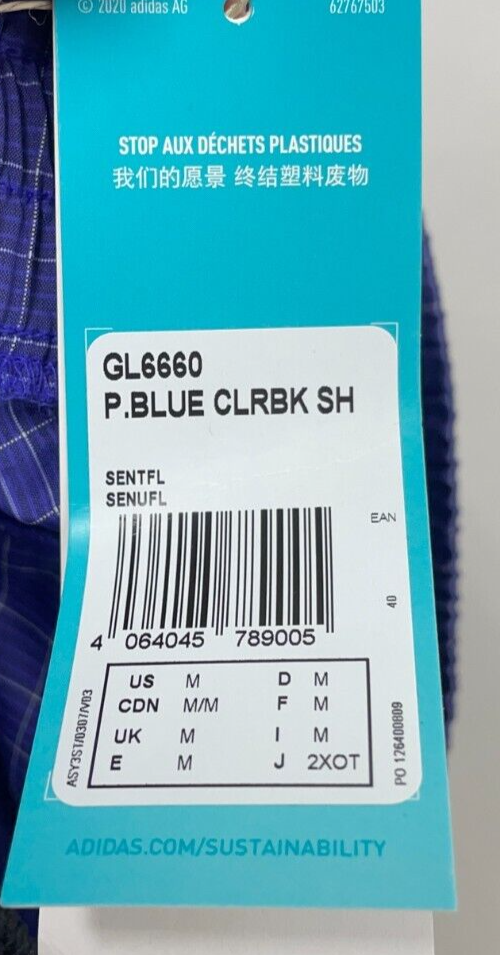 © 2020 adidas AG 62767503
STOP AUX DÉCHETS PLASTIQUES
我们的愿景 终结塑料废物
GL6660
P.BLUE CLRBK SH
SENTFL
SENUFL
EAN
40
4 064045 789005
US M D M
CDN M/M F M
UK M I M
E M J 2XOT
ASY3ST/0307/V03
PO 126400809
ADIDAS.COM/SUSTAINABILITY